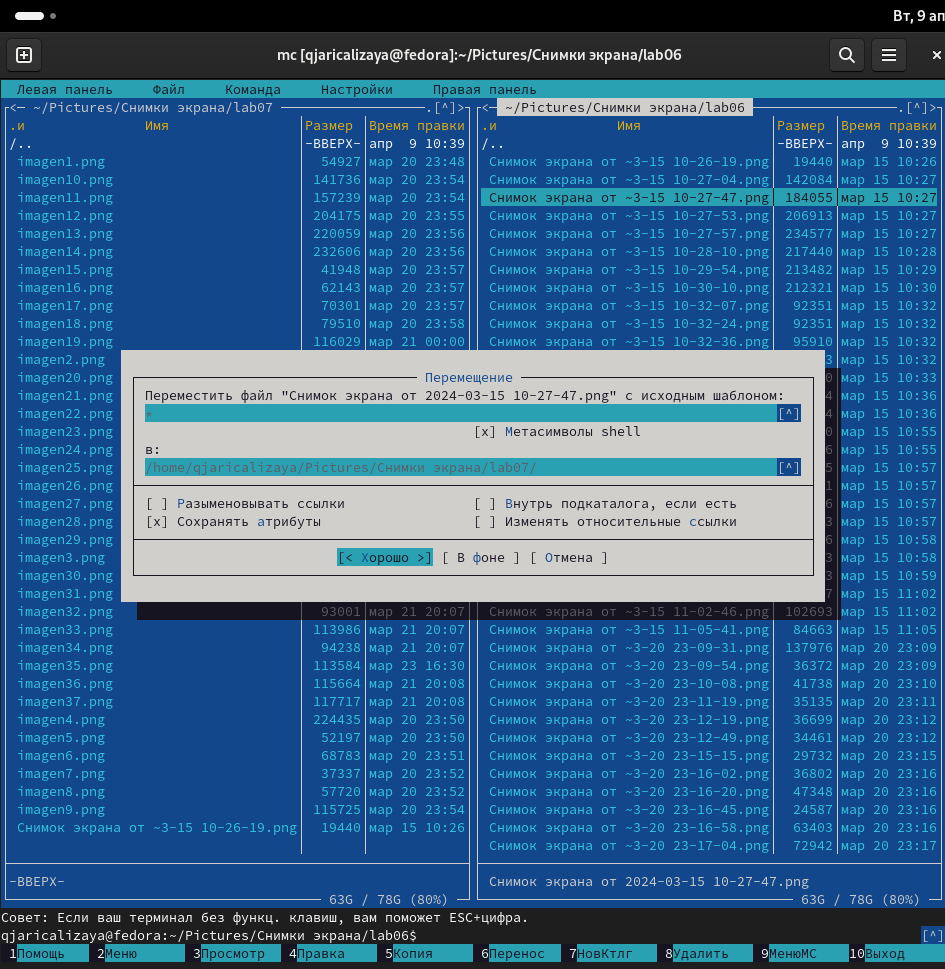 Вт, 9 ап
mc [qjaricalizaya@fedora]:~/Pictures/Снимки экрана/lab06
Левая панель Файл Команда Настройки Правая панель
<─ ~/Pictures/Снимки экрана/lab07 .[^]> <─ ~/Pictures/Снимки экрана/lab06 .[^]>
.и Имя Размер Время правки .и Имя Размер Время правки
/.. -ВВЕРХ- апр 9 10:39 /.. -ВВЕРХ- апр 9 10:39
imagen1.png 54927 мар 20 23:48 Снимок экрана от ~3-15 10-26-19.png 19440 мар 15 10:26
imagen10.png 141736 мар 20 23:54 Снимок экрана от ~3-15 10-27-04.png 142084 мар 15 10:27
imagen11.png 157239 мар 20 23:54 Снимок экрана от ~3-15 10-27-47.png 184055 мар 15 10:27
imagen12.png 204175 мар 20 23:55 Снимок экрана от ~3-15 10-27-53.png 206913 мар 15 10:27
imagen13.png 220059 мар 20 23:56 Снимок экрана от ~3-15 10-27-57.png 234577 мар 15 10:27
imagen14.png 232606 мар 20 23:56 Снимок экрана от ~3-15 10-28-10.png 217440 мар 15 10:28
imagen15.png 41948 мар 20 23:57 Снимок экрана от ~3-15 10-29-54.png 213482 мар 15 10:29
imagen16.png 62143 мар 20 23:57 Снимок экрана от ~3-15 10-30-10.png 212321 мар 15 10:30
imagen17.png 70301 мар 20 23:57 Снимок экрана от ~3-15 10-32-07.png 92351 мар 15 10:32
imagen18.png 79510 мар 20 23:58 Снимок экрана от ~3-15 10-32-24.png 92351 мар 15 10:32
imagen19.png 116029 мар 21 00:00 Снимок экрана от ~3-15 10-32-36.png 95910 мар 15 10:32
imagen2.png 3 мар 15 10:32
imagen20.png 0 мар 15 10:33
imagen21.png 4 мар 15 10:36
imagen22.png 4 мар 15 10:36
imagen23.png 0 мар 15 10:55
imagen24.png 6 мар 15 10:55
imagen25.png 5 мар 15 10:57
imagen26.png 1 мар 15 10:57
imagen27.png 6 мар 15 10:57
imagen28.png 3 мар 15 10:57
imagen29.png 6 мар 15 10:58
imagen3.png 3 мар 15 10:58
imagen30.png 3 мар 15 10:59
imagen31.png 7 мар 15 11:02
Перемещение
Переместить файл "Снимок экрана от 2024-03-15 10-27-47.png" с исходным шаблоном:
* [^]
[x] Метасимволы shell
в:
/home/qjaricalizaya/Pictures/Снимки экрана/lab07/ [^]
[ ] Разыменовывать ссылки [ ] Внутрь подкаталога, если есть
[x] Сохранять атрибуты [ ] Изменять относительные ссылки
[< Хорошо >] [ В фоне ] [ Отмена ]
imagen32.png 93001 мар 21 20:07 Снимок экрана от ~3-15 11-02-46.png 102693 мар 15 11:02
imagen33.png 113986 мар 21 20:07 Снимок экрана от ~3-15 11-05-41.png 84663 мар 15 11:05
imagen34.png 94238 мар 21 20:07 Снимок экрана от ~3-20 23-09-31.png 137976 мар 20 23:09
imagen35.png 113584 мар 23 16:30 Снимок экрана от ~3-20 23-09-54.png 36372 мар 20 23:09
imagen36.png 115664 мар 21 20:08 Снимок экрана от ~3-20 23-10-08.png 41738 мар 20 23:10
imagen37.png 117717 мар 21 20:08 Снимок экрана от ~3-20 23-11-19.png 35135 мар 20 23:11
imagen4.png 224435 мар 20 23:50 Снимок экрана от ~3-20 23-12-19.png 36699 мар 20 23:12
imagen5.png 52197 мар 20 23:50 Снимок экрана от ~3-20 23-12-49.png 34461 мар 20 23:12
imagen6.png 68783 мар 20 23:51 Снимок экрана от ~3-20 23-15-15.png 29732 мар 20 23:15
imagen7.png 37337 мар 20 23:52 Снимок экрана от ~3-20 23-16-02.png 36802 мар 20 23:16
imagen8.png 57720 мар 20 23:52 Снимок экрана от ~3-20 23-16-20.png 47348 мар 20 23:16
imagen9.png 115725 мар 20 23:54 Снимок экрана от ~3-20 23-16-45.png 24587 мар 20 23:16
Снимок экрана от ~3-15 10-26-19.png 19440 мар 15 10:26 Снимок экрана от ~3-20 23-16-58.png 63403 мар 20 23:16
Снимок экрана от ~3-20 23-17-04.png 72942 мар 20 23:17
-ВВЕРХ- Снимок экрана от 2024-03-15 10-27-47.png
63G / 78G (80%) 63G / 78G (80%)
Совет: Если ваш терминал без функц. клавиш, вам поможет ESC+цифра.
qjaricalizaya@fedora:~/Pictures/Снимки экрана/lab06$ [^]
1Помощь 2Меню 3Просмотр 4Правка 5Копия 6Перенос 7НовКтлг 8Удалить 9МенюMC 10Выход